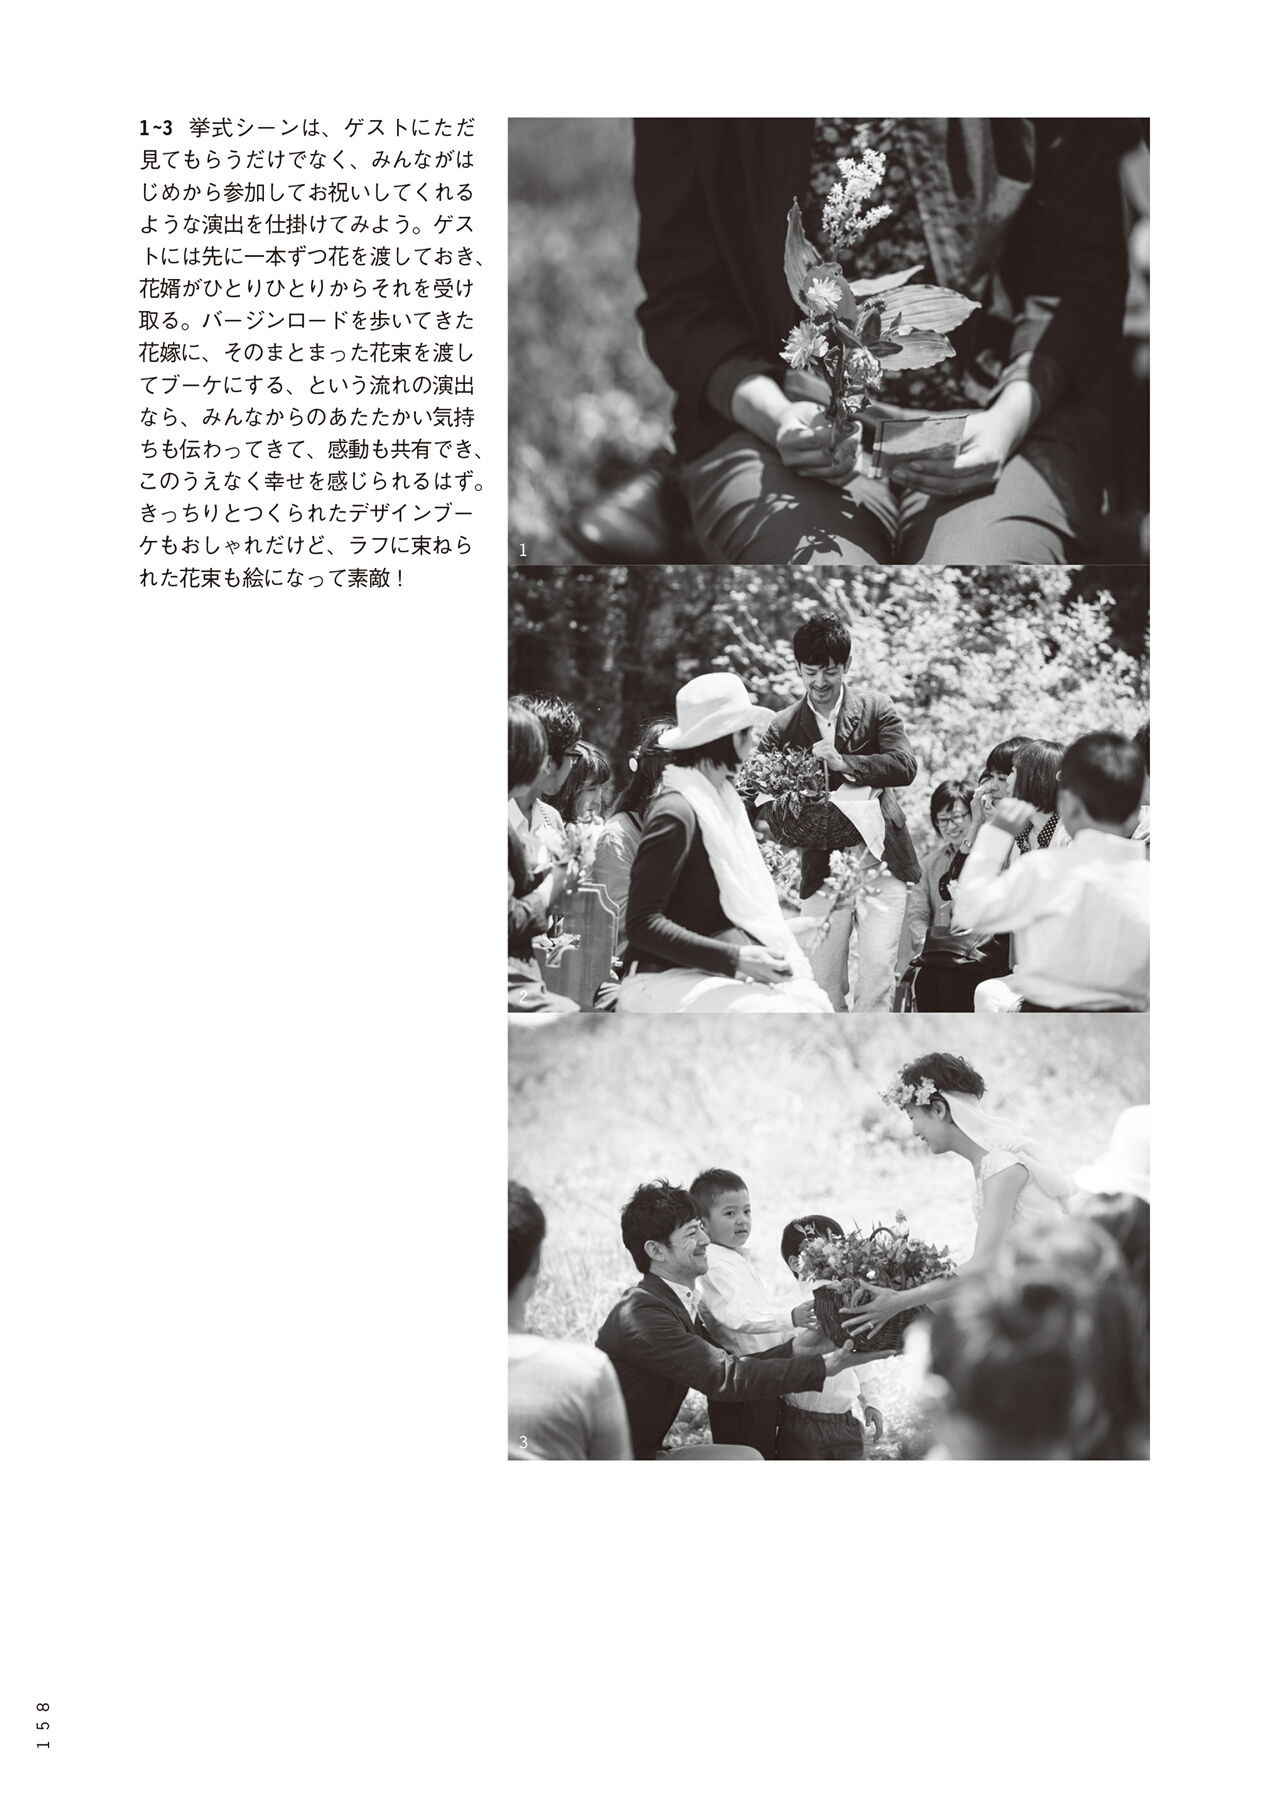 1~3 挙式シーンは、ゲストにただ
見てもらうだけでなく、みんながは
じめから参加してお祝いしてくれる
ような演出を仕掛けてみよう。ゲス
トには先に一本ずつ花を渡しておき、
花婿がひとりひとりからそれを受け
取る。バージンロードを歩いてきた
花嫁に、そのまとまった花束を渡し
てブーケにする、という流れの演出
なら、みんなからのあたたかい気持
ちも伝わってきて、感動も共有でき、
このうえなく幸せを感じられるはず。
きっちりとつくられたデザインブー
ケもおしゃれだけど、ラフに束ねら
れた花束も絵になって素敵！
1
2
3
158